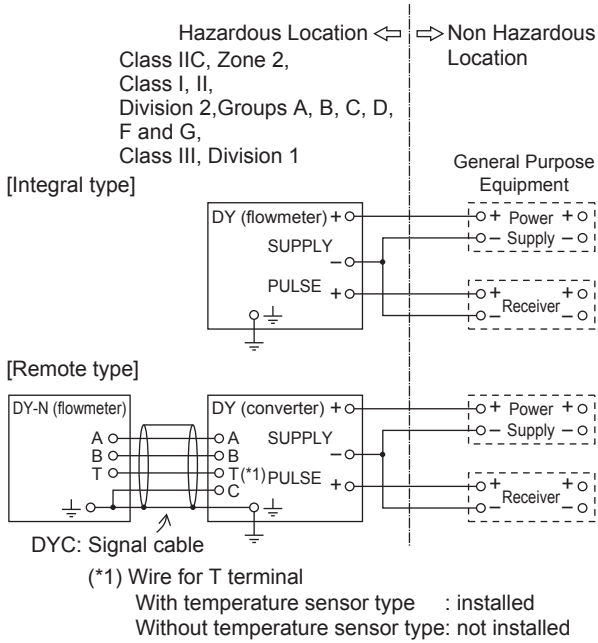 Hazardous Location
Non Hazardous
Location
Class IIC, Zone 2,
Class I, II,
Division 2,Groups A, B, C, D,
F and G,
Class III, Division 1
General Purpose
Equipment
[Integral type]
DY (flowmeter) +
SUPPLY
–
PULSE +
+ Power +
– Supply –
+ Receiver +
– –
[Remote type]
DY-N (flowmeter)
A
B
T
DY (converter) +
A SUPPLY
B –
T(*1) PULSE +
C
+ Power +
– Supply –
+ Receiver +
– –
DYC: Signal cable
(*1) Wire for T terminal
With temperature sensor type : installed
Without temperature sensor type: not installed